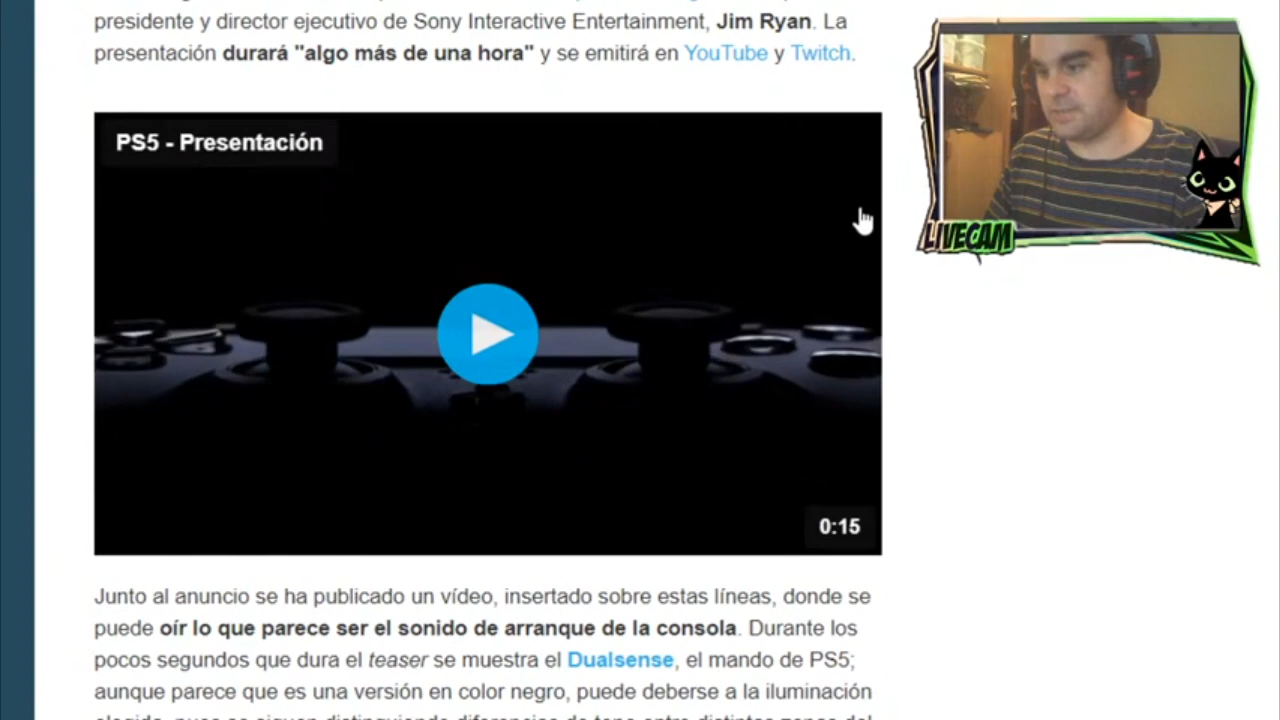 presidente y director ejecutivo de Sony Interactive Entertainment, Jim Ryan. La
presentación durará "algo más de una hora" y se emitirá en YouTube y Twitch.
PS5 - Presentación
LIVECAM
0:15
Junto al anuncio se ha publicado un vídeo, insertado sobre estas líneas, donde se
puede oír lo que parece ser el sonido de arranque de la consola. Durante los
pocos segundos que dura el teaser se muestra el Dualsense, el mando de PS5;
aunque parece que es una versión en color negro, puede deberse a la iluminación